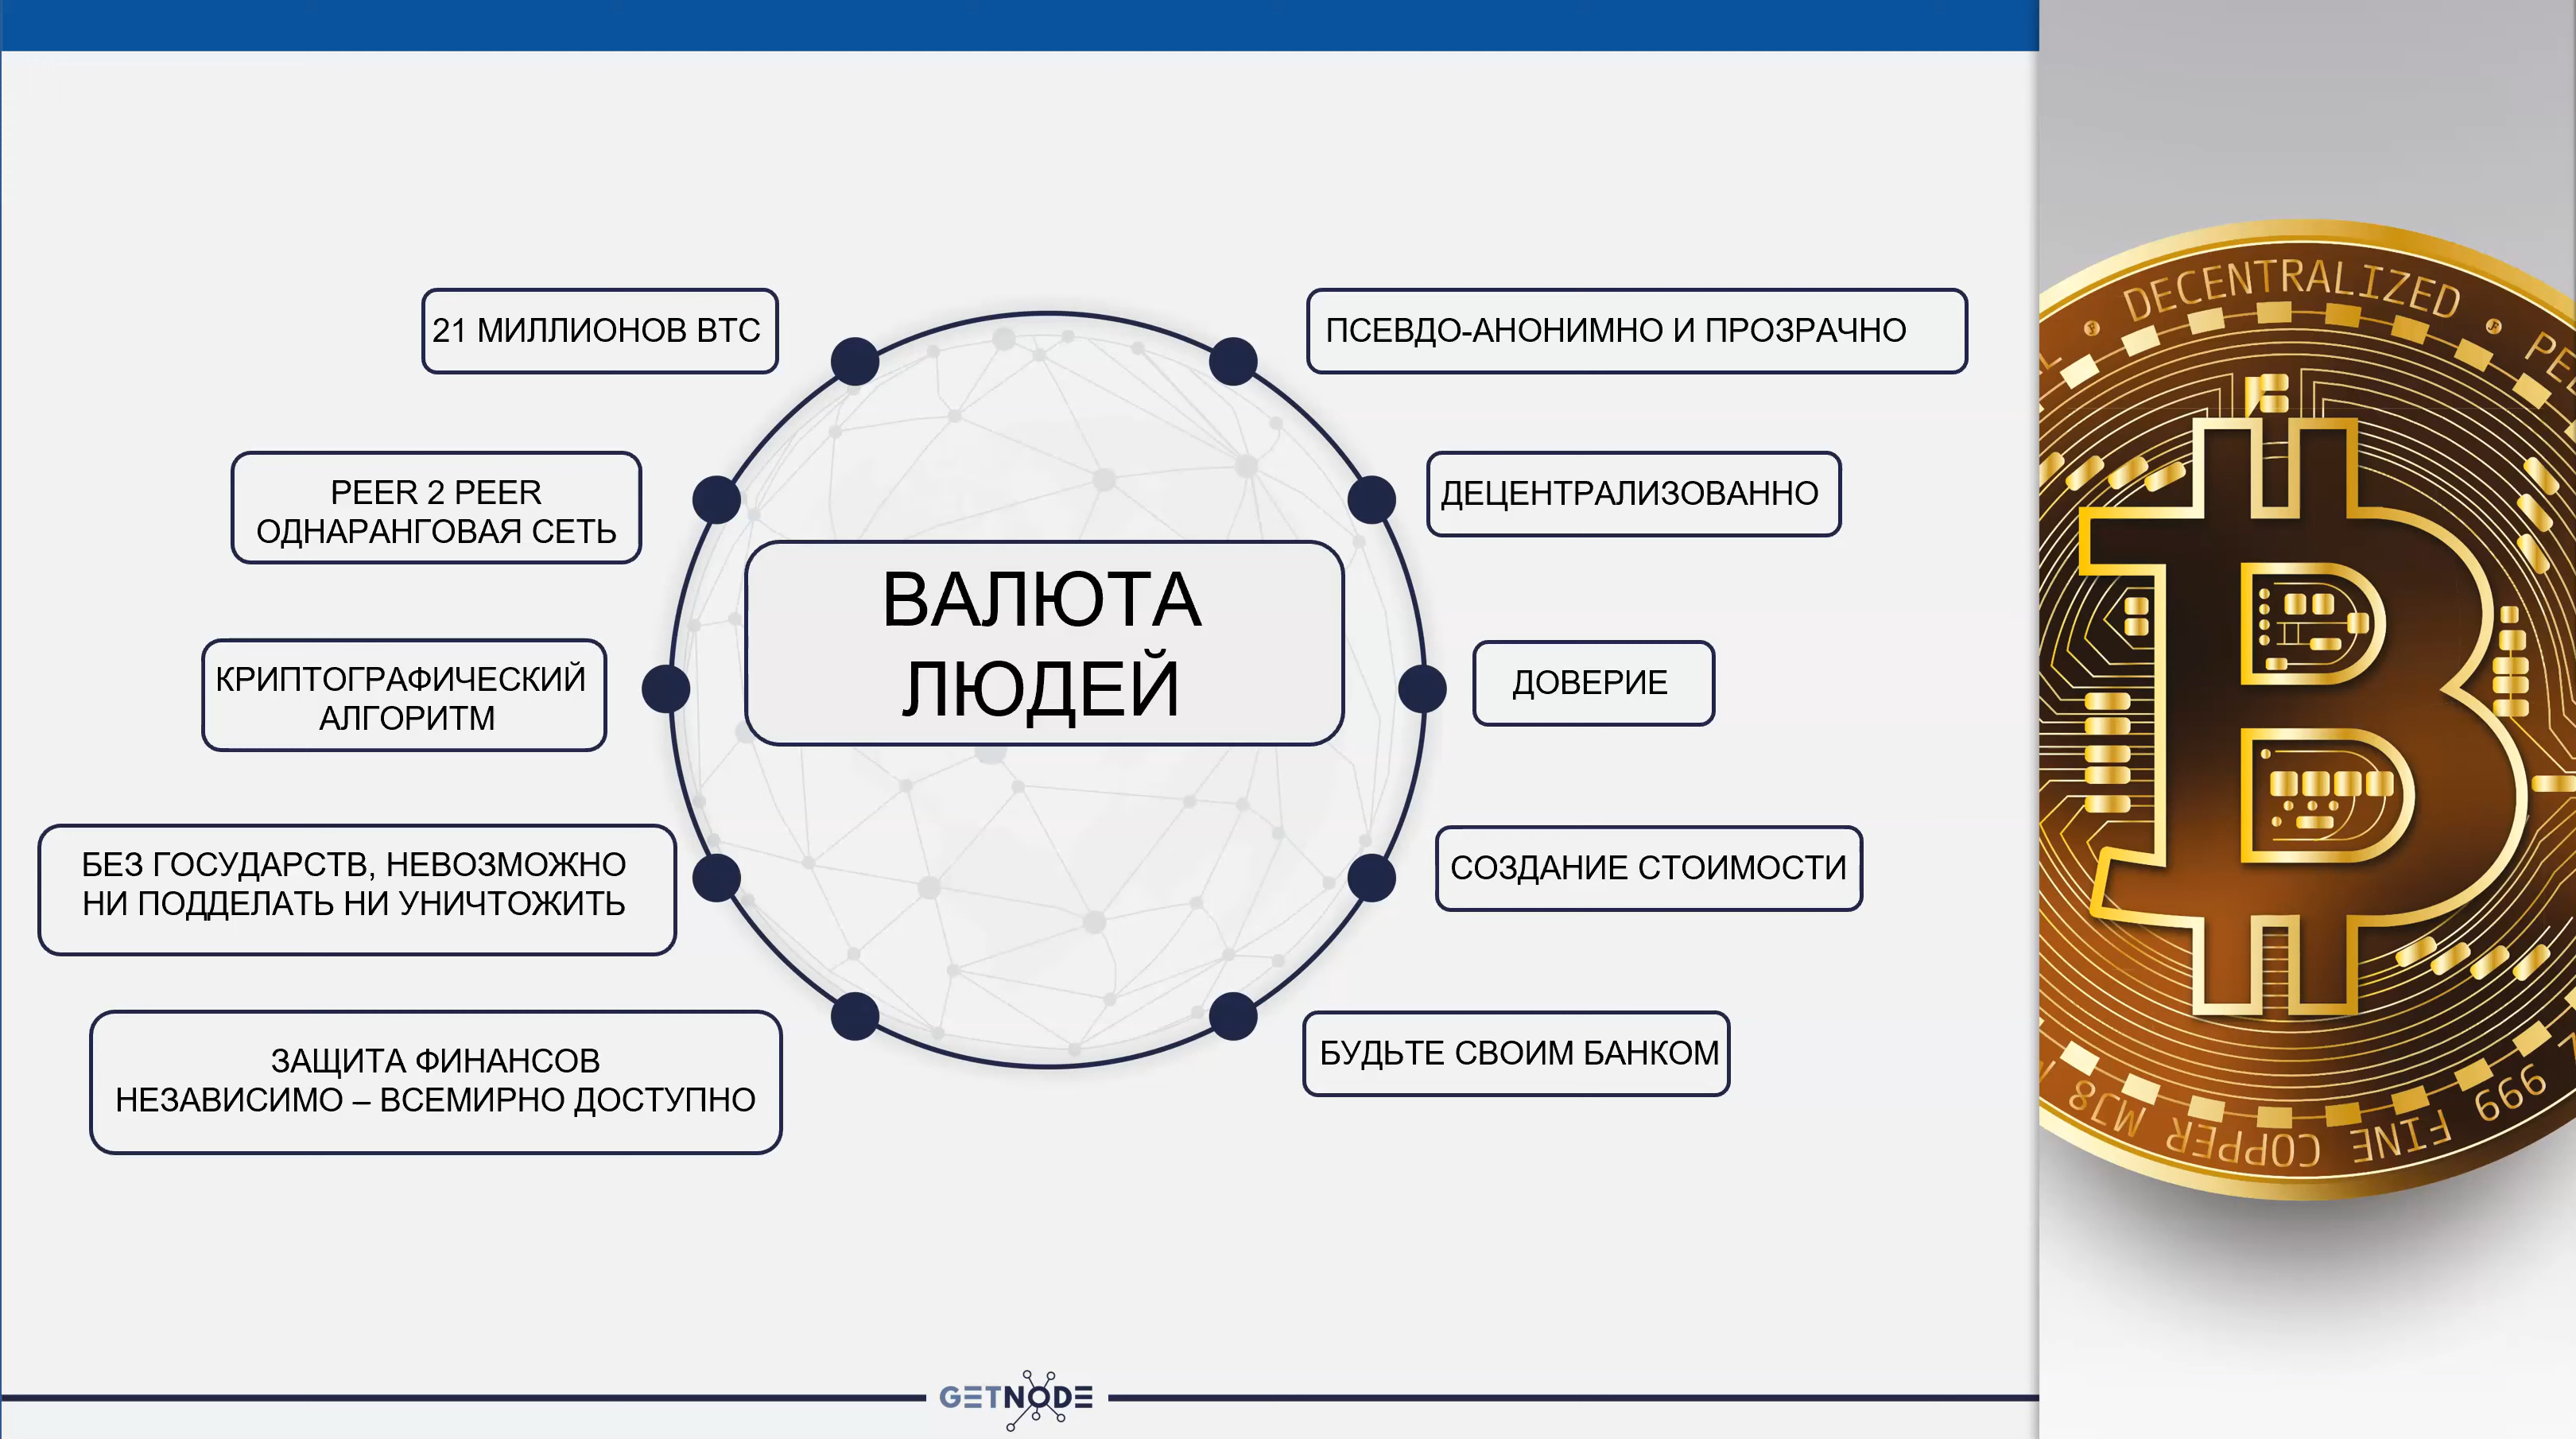 21 МИЛЛИОНОВ BTC
PEER 2 PEER
ОДНАРАНГОВАЯ СЕТЬ
КРИПТОГРАФИЧЕСКИЙ
АЛГОРИТМ
БЕЗ ГОСУДАРСТВ, НЕВОЗМОЖНО
НИ ПОДДЕЛАТЬ НИ УНИЧТОЖИТЬ
ЗАЩИТА ФИНАНСОВ
НЕЗАВИСИМО – ВСЕМИРНО ДОСТУПНО
ВАЛЮТА
ЛЮДЕЙ
ПСЕВДО-АНОНИМНО И ПРОЗРАЧНО
ДЕЦЕНТРАЛИЗОВАННО
ДОВЕРИЕ
СОЗДАНИЕ СТОИМОСТИ
БУДЬТЕ СВОИМ БАНКОМ
DECENTRALIZED
999 FINE COPPER MJB
GETNODE